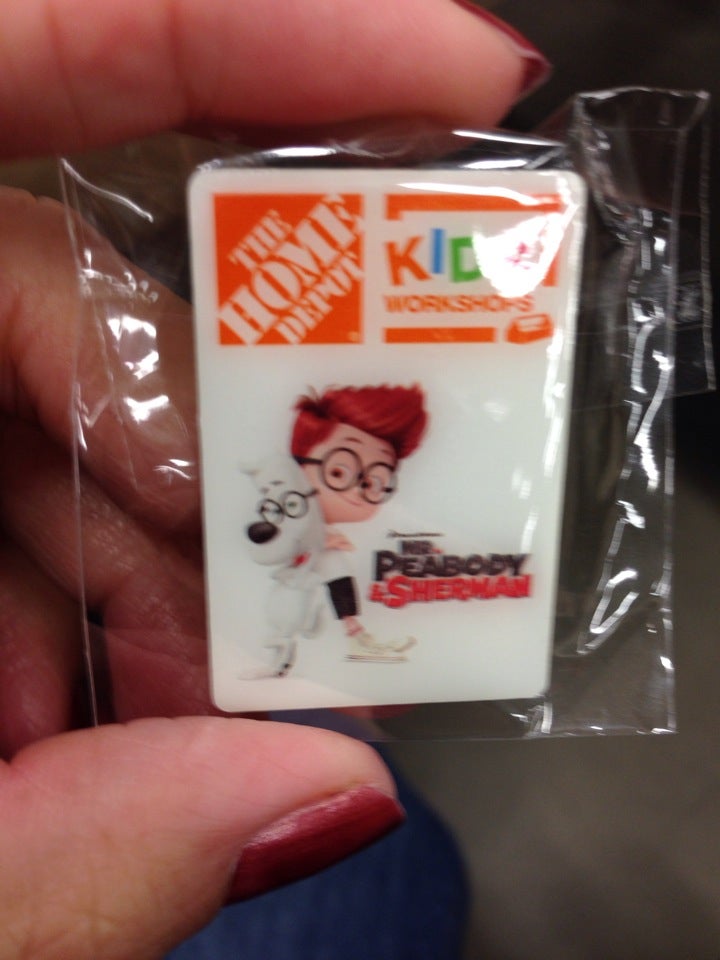 THE
HOME
DEPOT
KID
WORKSHOPS
MR.
PEABODY
& SHERMAN